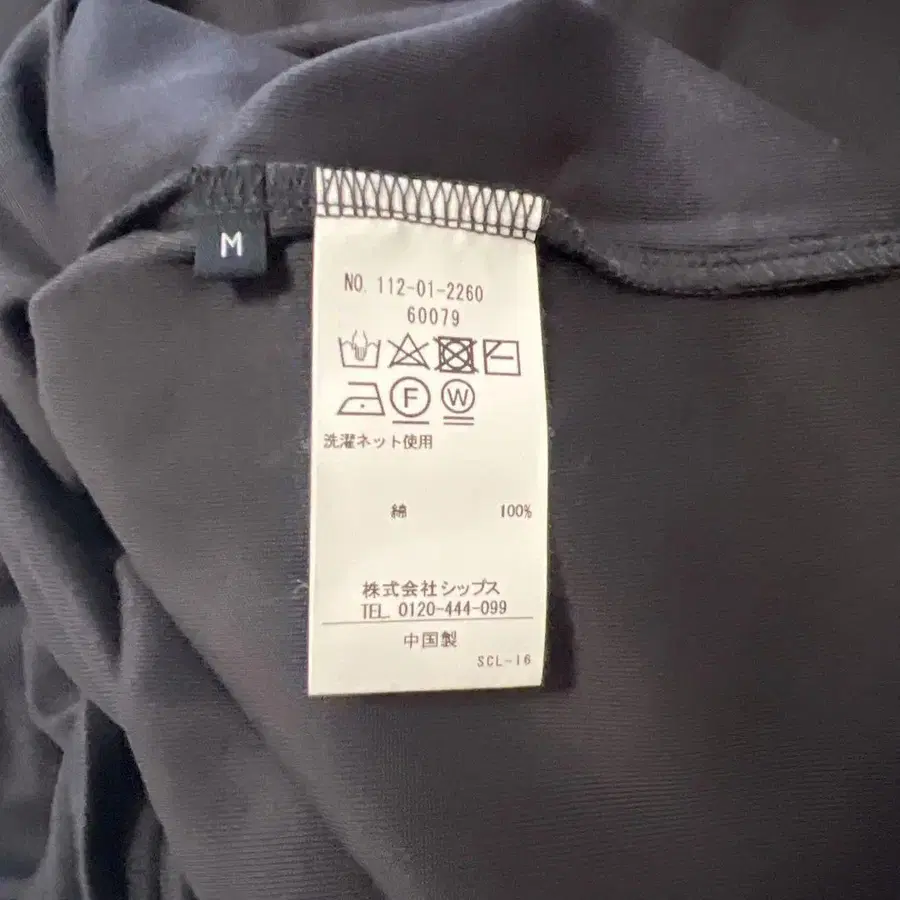 M
NO. 112-01-2260
60079
F W
洗濯ネット使用
綿 100%
株式会社シップス
TEL. 0120-444-099
中国製
SCL-16